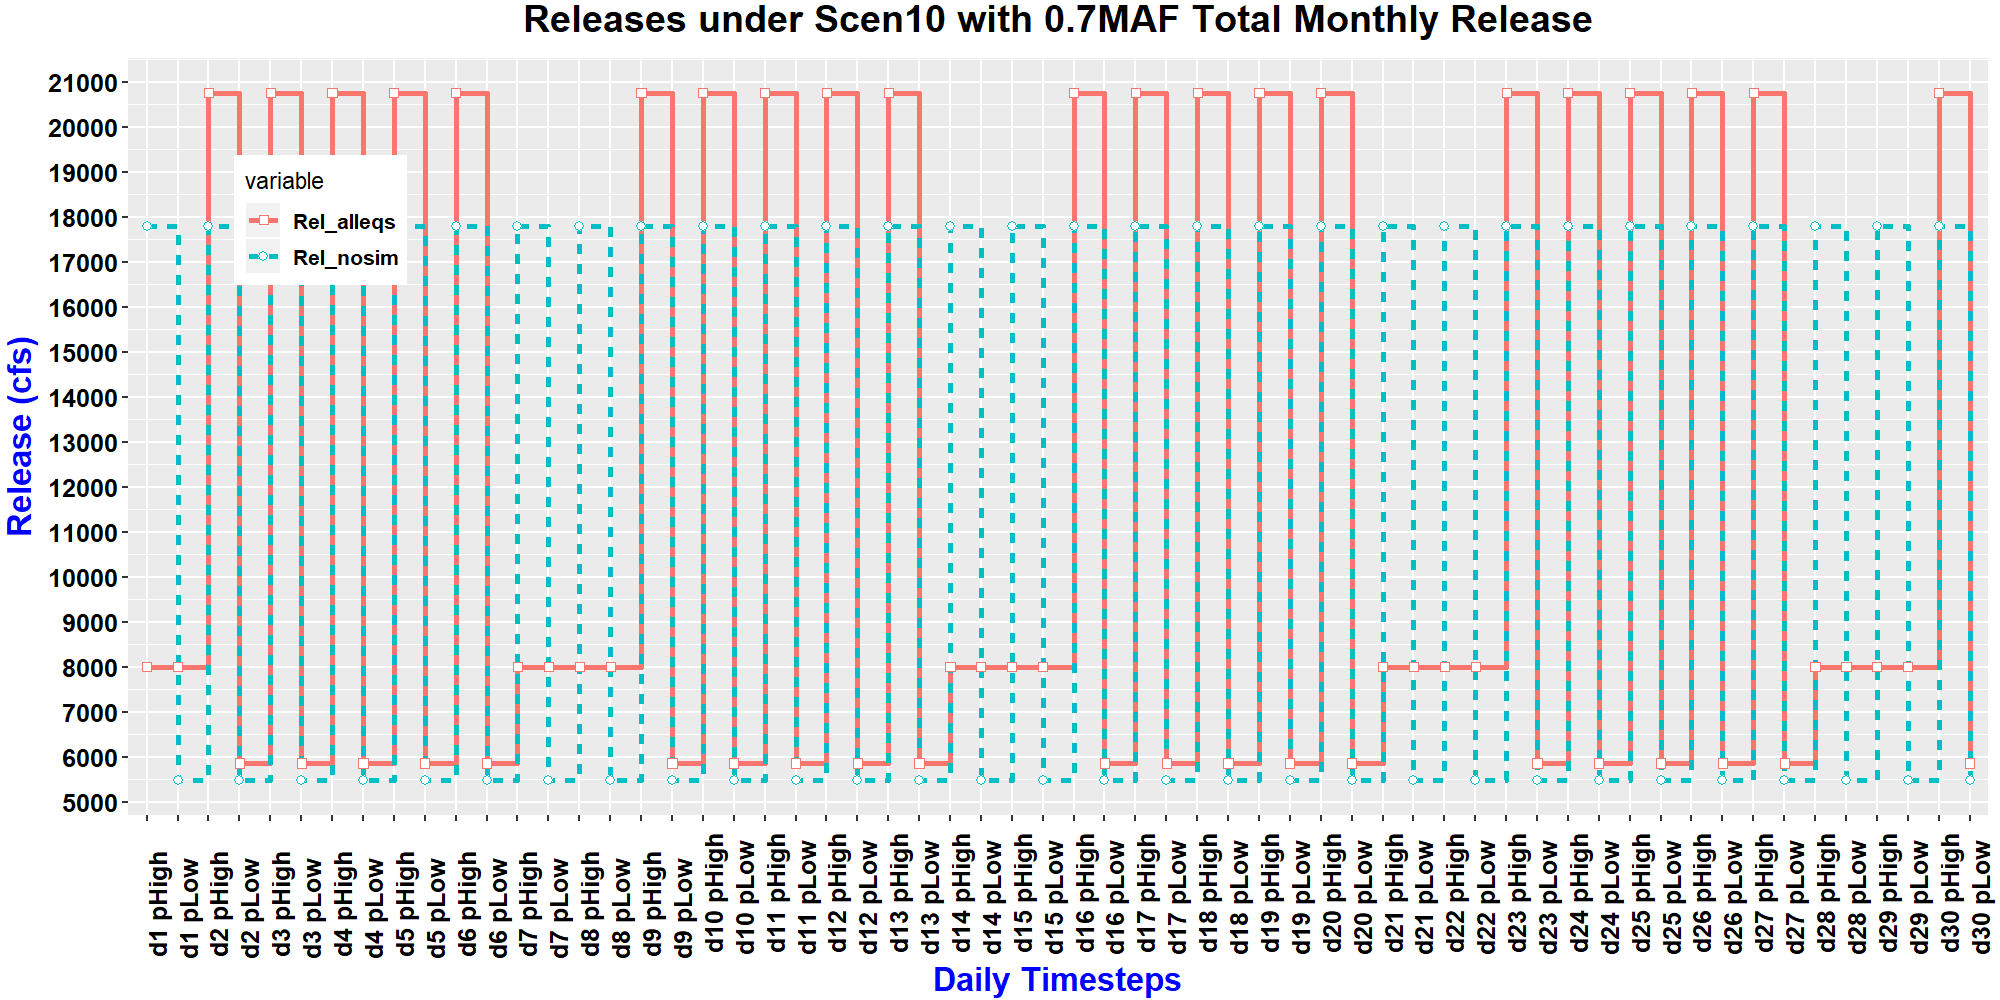 Releases under Scen10 with 0.7MAF Total Monthly Release
Release (cfs)
21000
20000
19000
18000
17000
16000
15000
14000
13000
12000
11000
10000
9000
8000
7000
6000
5000
variable
Rel_alleqs
Rel_nosim
d1 pHigh
d1 pLow
d2 pHigh
d2 pLow
d3 pHigh
d3 pLow
d4 pHigh
d4 pLow
d5 pHigh
d5 pLow
d6 pHigh
d6 pLow
d7 pHigh
d7 pLow
d8 pHigh
d8 pLow
d9 pHigh
d9 pLow
d10 pHigh
d10 pLow
d11 pHigh
d11 pLow
d12 pHigh
d12 pLow
d13 pHigh
d13 pLow
d14 pHigh
d14 pLow
d15 pHigh
d15 pLow
d16 pHigh
d16 pLow
d17 pHigh
d17 pLow
d18 pHigh
d18 pLow
d19 pHigh
d19 pLow
d20 pHigh
d20 pLow
d21 pHigh
d21 pLow
d22 pHigh
d22 pLow
d23 pHigh
d23 pLow
d24 pHigh
d24 pLow
d25 pHigh
d25 pLow
d26 pHigh
d26 pLow
d27 pHigh
d27 pLow
d28 pHigh
d28 pLow
d29 pHigh
d29 pLow
d30 pHigh
d30 pLow
Daily Timesteps